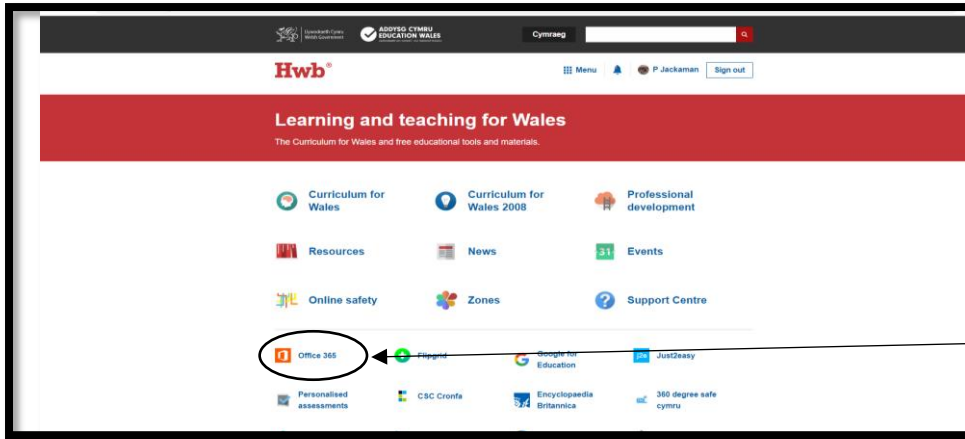 Llywodraeth Cymru
Welsh Government
ADDYSG CYMRU
EDUCATION WALES
Cymraeg
Hwb®
Menu
P Jackaman
Sign out
Learning and teaching for Wales
The Curriculum for Wales and free educational tools and materials.
Curriculum for
Wales
Curriculum for
Wales 2008
Professional
development
Resources
News
31
Events
Online safety
Zones
Support Centre
Office 365
Flipgrid
Google for
Education
j2e
Just2easy
Personalised
assessments
CSC Cronfa
Encyclopaedia
Britannica
360 degree safe
cymru